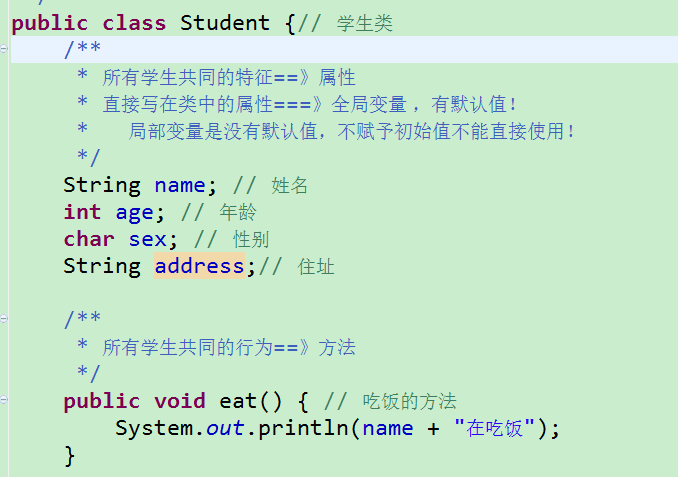 public class Student {// 学生类
/**
* 所有学生共同的特征==》属性
* 直接写在类中的属性===》全局变量 ，有默认值！
* 局部变量是没有默认值，不赋予初始值不能直接使用！
*/
String name; // 姓名
int age; // 年龄
char sex; // 性别
String address;// 住址
/**
* 所有学生共同的行为==》方法
*/
public void eat() { // 吃饭的方法
System.out.println(name + "在吃饭");
}